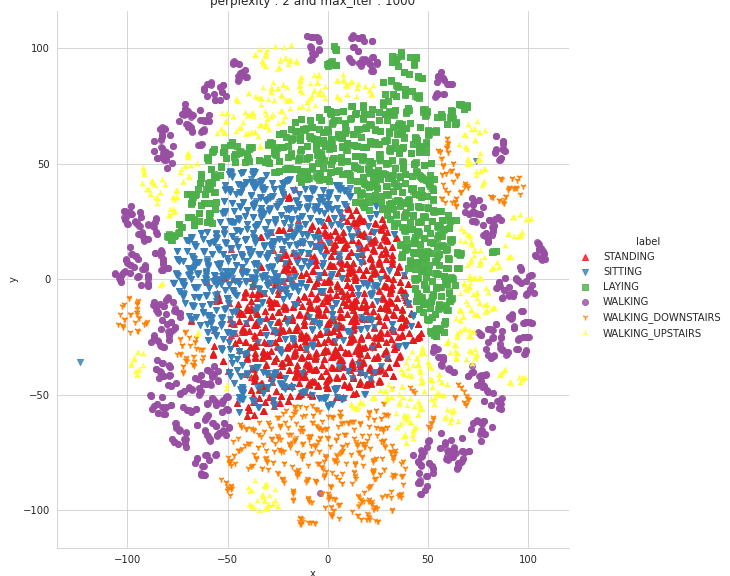 perplexity : 2 and max_iter : 1000
100
50
0
−50
−100
y
−100
−50
0
50
100
x
label
STANDING
SITTING
LAYING
WALKING
WALKING_DOWNSTAIRS
WALKING_UPSTAIRS